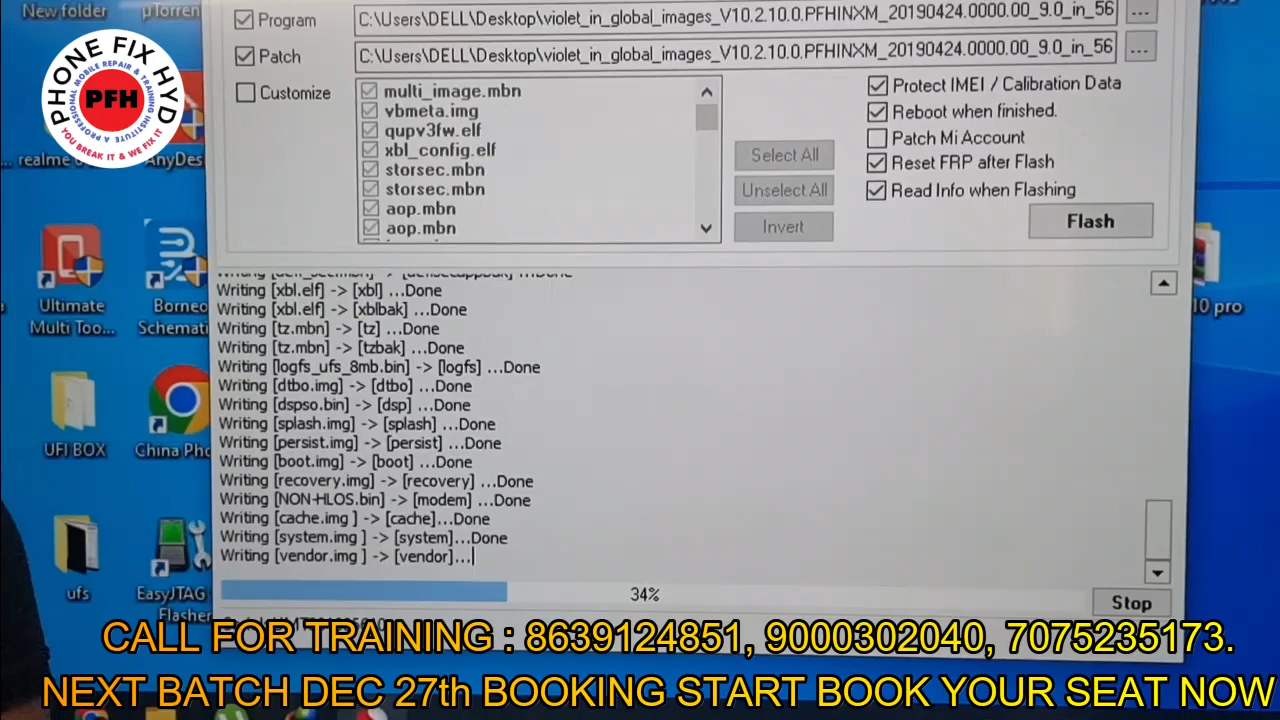 New folder
µTorren
Program
C:\Users\DELL\Desktop\violet_in_global_images_V10.2.10.0.PFHINXM_20190424.0000.00_9.0_in_56
...
Patch
C:\Users\DELL\Desktop\violet_in_global_images_V10.2.10.0.PFHINXM_20190424.0000.00_9.0_in_56
...
Customize
multi_image.mbn
vbmeta.img
qupv3fw.elf
xbl_config.elf
storsec.mbn
storsec.mbn
aop.mbn
aop.mbn
Select All
Unselect All
Invert
Protect IMEI / Calibration Data
Reboot when finished.
Patch Mi Account
Reset FRP after Flash
Read Info when Flashing
Flash
PHONE FIX HYD
A PROFESSIONAL MOBILE REPAIR & TRAINING INSTITUTE
PFH
YOU BREAK IT & WE FIX IT
realme
AnyDes
Ultimate
Multi Too...
Borneo
Schemati
UFI BOX
China Pho
ufs
EasyJTAG
Flasher
10 pro
Writing [xbl.elf] -> [xbl] ...Done
Writing [xbl.elf] -> [xblbak] ...Done
Writing [tz.mbn] -> [tz] ...Done
Writing [tz.mbn] -> [tzbak] ...Done
Writing [logfs_ufs_8mb.bin] -> [logfs] ...Done
Writing [dtbo.img] -> [dtbo] ...Done
Writing [dspso.bin] -> [dsp] ...Done
Writing [splash.img] -> [splash] ...Done
Writing [persist.img] -> [persist] ...Done
Writing [boot.img] -> [boot] ...Done
Writing [recovery.img] -> [recovery] ...Done
Writing [NON-HLOS.bin] -> [modem] ...Done
Writing [cache.img ] -> [cache]...Done
Writing [system.img ] -> [system]...Done
Writing [vendor.img ] -> [vendor]...
34%
Stop
CALL FOR TRAINING : 8639124851, 9000302040, 7075235173.
NEXT BATCH DEC 27th BOOKING START BOOK YOUR SEAT NOW